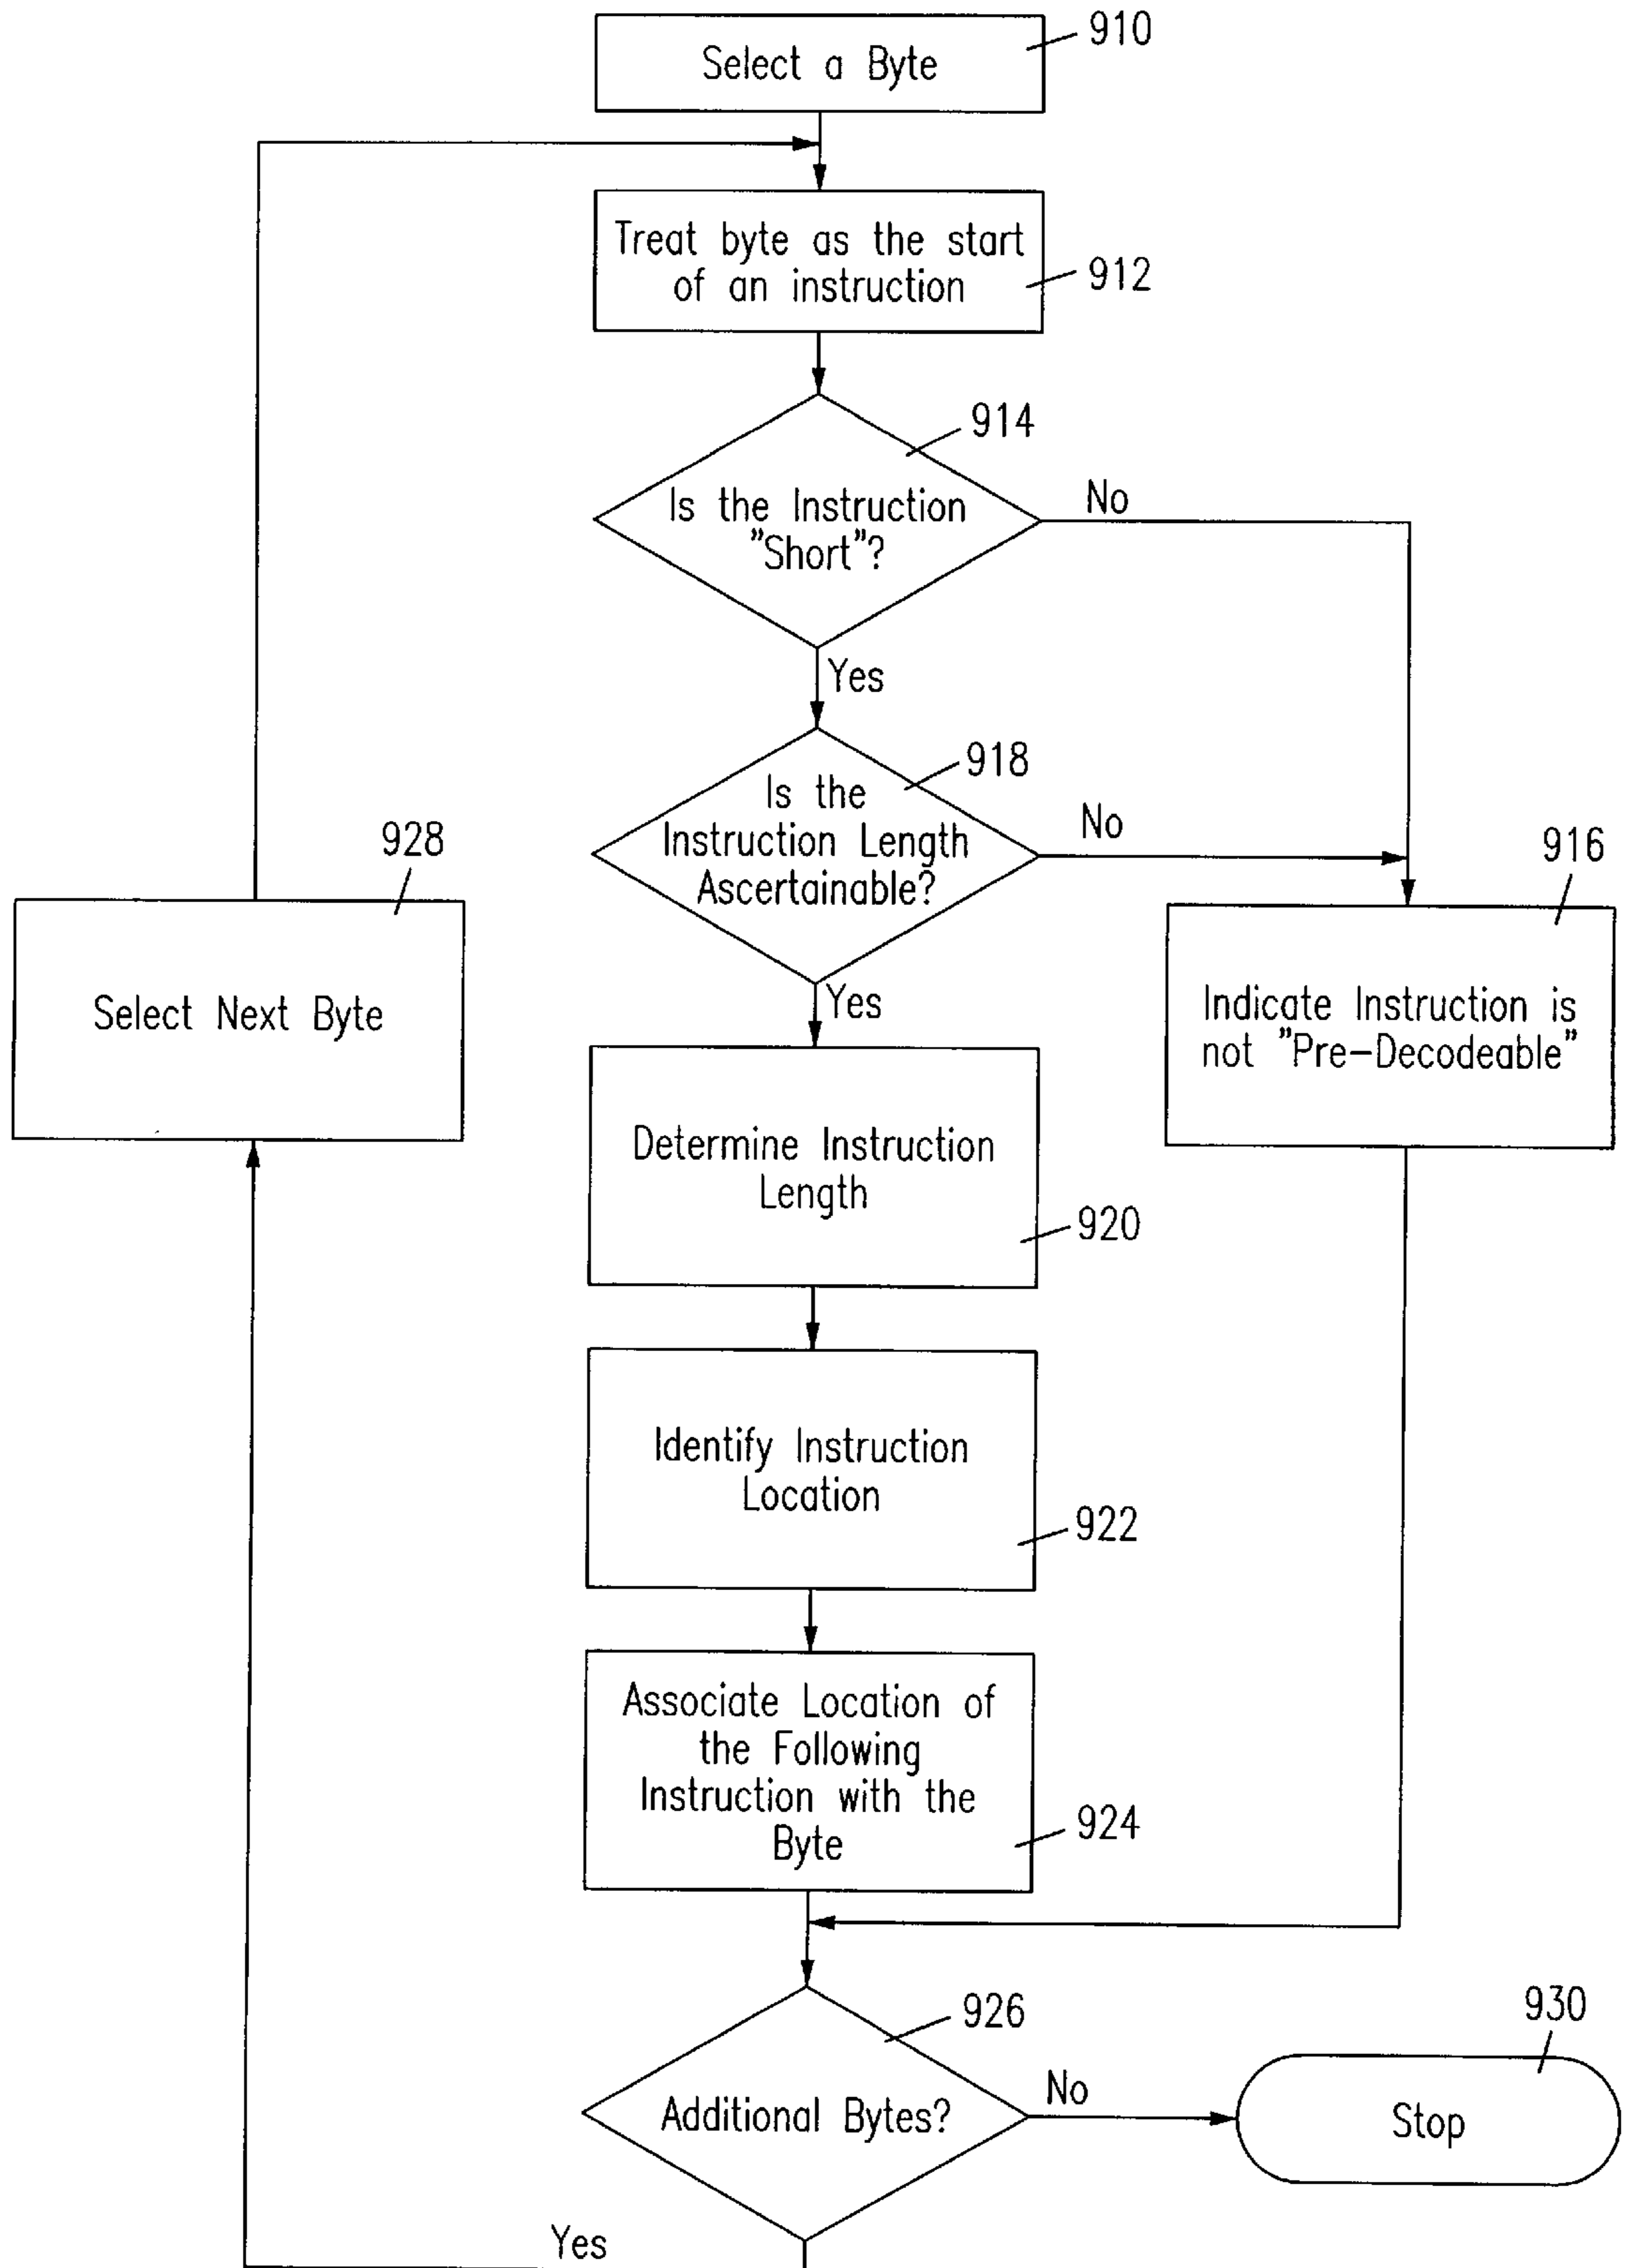 910
Select a Byte
Treat byte as the start
of an instruction
912
914
Is the Instruction
"Short"?
No
Yes
918
Is the
Instruction Length
Ascertainable?
No
Yes
928
Select Next Byte
916
Indicate Instruction is
not "Pre-Decodeable"
Determine Instruction
Length
920
Identify Instruction
Location
922
Associate Location of
the Following
Instruction with the
Byte
924
926
Additional Bytes?
No
930
Stop
Yes